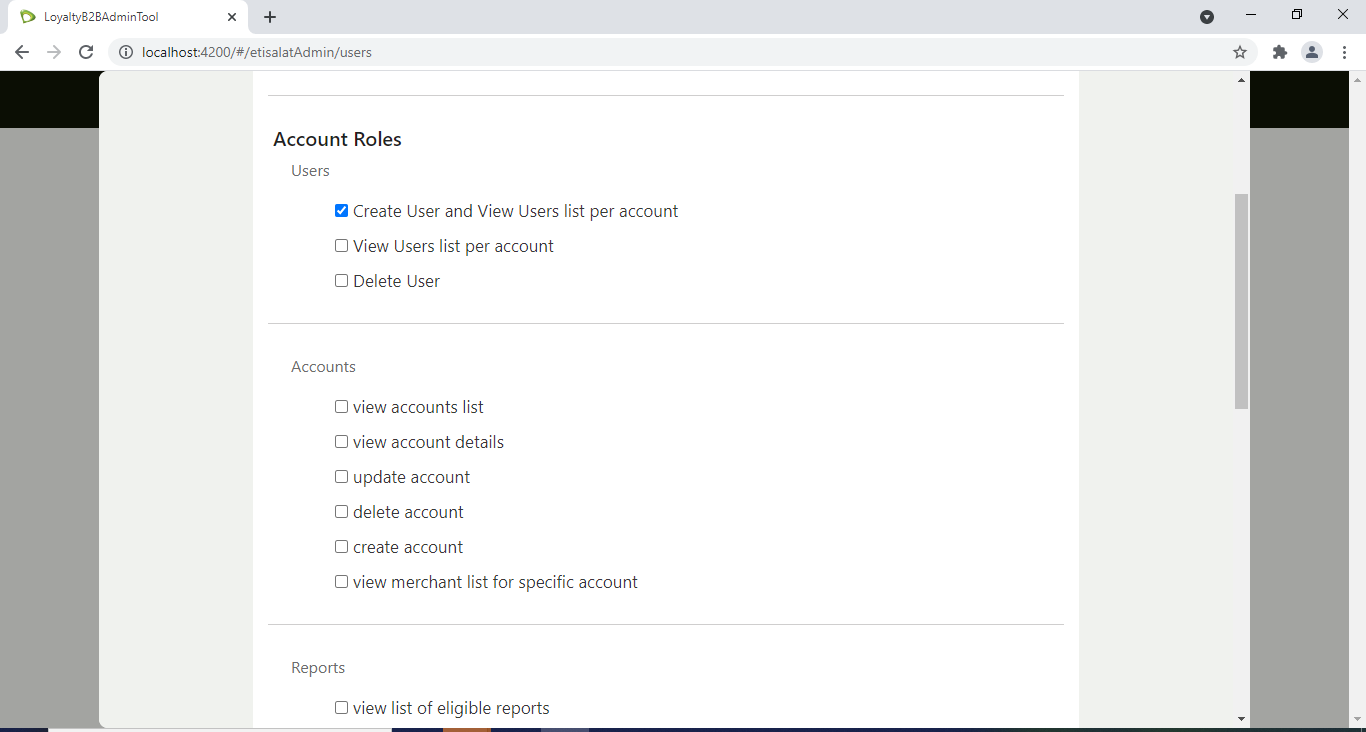 LoyaltyB2BAdminTool
localhost:4200/#/etisalatAdmin/users
Account Roles
Users
Create User and View Users list per account
View Users list per account
Delete User
Accounts
view accounts list
view account details
update account
delete account
create account
view merchant list for specific account
Reports
view list of eligible reports